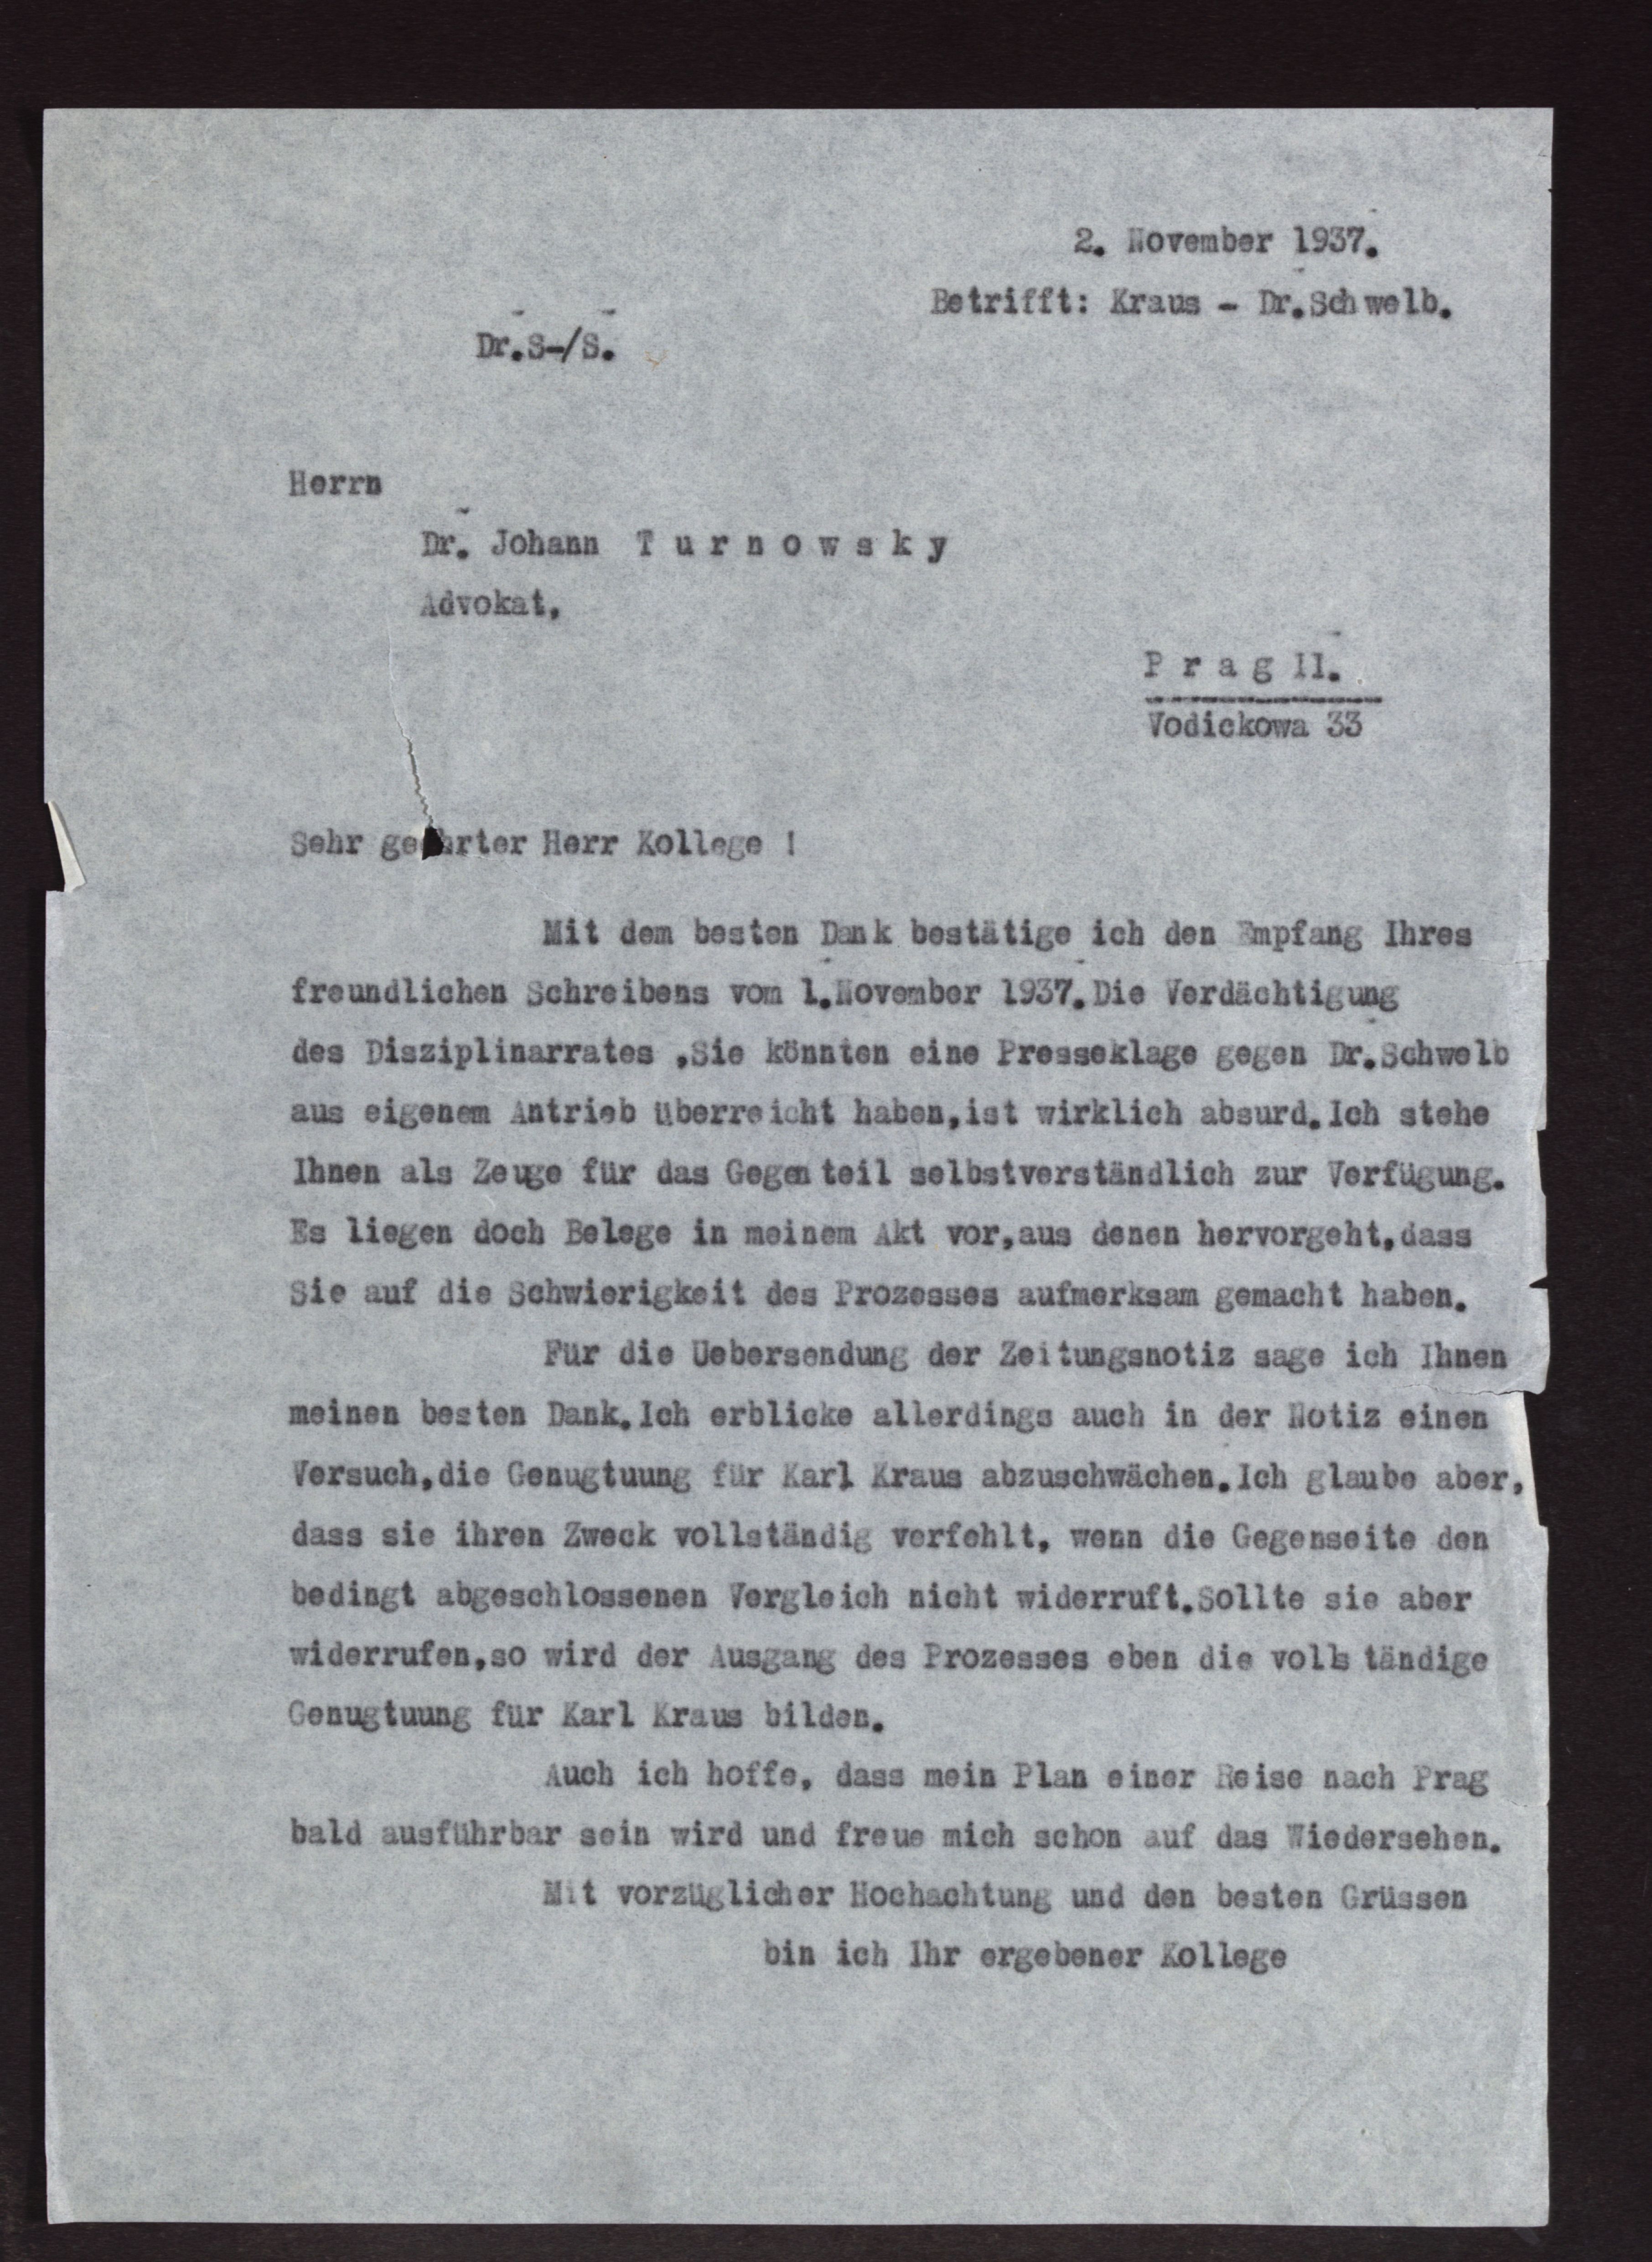 2. November 1937.
Betrifft: Kraus - Dr.Schwelb.
Dr.S-/S.
Herrn
Dr. Johann T u r n o w s k y
Advokat,
P r a g II.
Vodickowa 33
Sehr geehrter Herr Kollege !
Mit dem besten Dank bestätige ich den Empfang Ihres
freundlichen Schreibens vom 1.November 1937.Die Verdächtigung
des Disziplinarrates ,Sie könnten eine Presseklage gegen Dr.Schwelb
aus eigenem Antrieb überreicht haben,ist wirklich absurd.Ich stehe
Ihnen als Zeuge für das Gegenteil selbstverständlich zur Verfügung.
Es liegen doch Belege in meinem Akt vor,aus denen hervorgeht,dass
Sie auf die Schwierigkeit des Prozesses aufmerksam gemacht haben.
Für die Uebersendung der Zeitungsnotiz sage ich Ihnen
meinen besten Dank.Ich erblicke allerdings auch in der Notiz einen
Versuch,die Genugtuung für Karl Kraus abzuschwächen.Ich glaube aber,
dass sie ihren Zweck vollständig verfehlt, wenn die Gegenseite den
bedingt abgeschlossenen Vergleich nicht widerruft.Sollte sie aber
widerrufen,so wird der Ausgang des Prozesses eben die vollständige
Genugtuung für Karl Kraus bilden.
Auch ich hoffe, dass mein Plan einer Reise nach Prag
bald ausführbar sein wird und freue mich schon auf das Wiedersehen.
Mit vorzüglicher Hochachtung und den besten Grüssen
bin ich Ihr ergebener Kollege